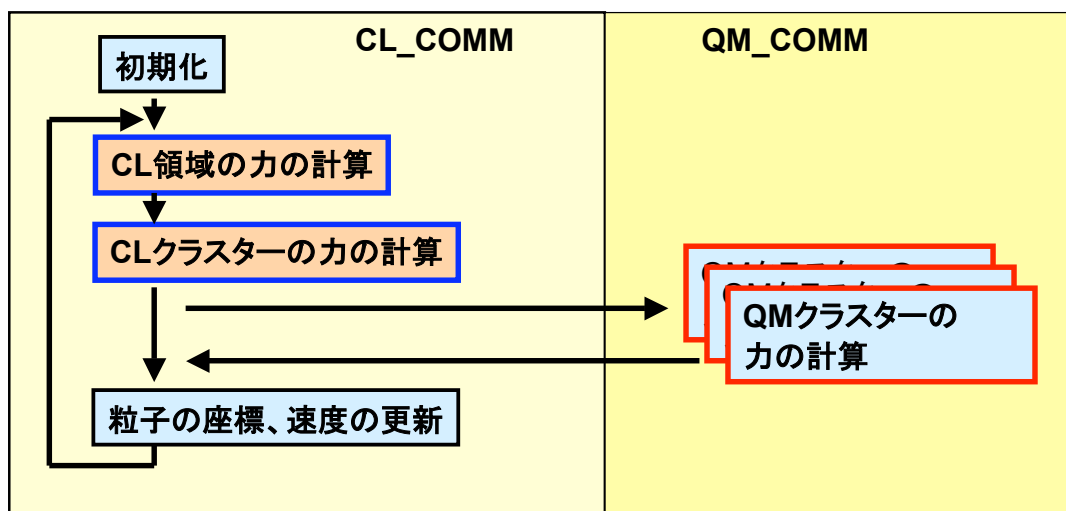 CL_COMM
QM_COMM
初期化
CL領域の力の計算
CLクラスターの力の計算
QMクラスターの
力の計算
粒子の座標、速度の更新